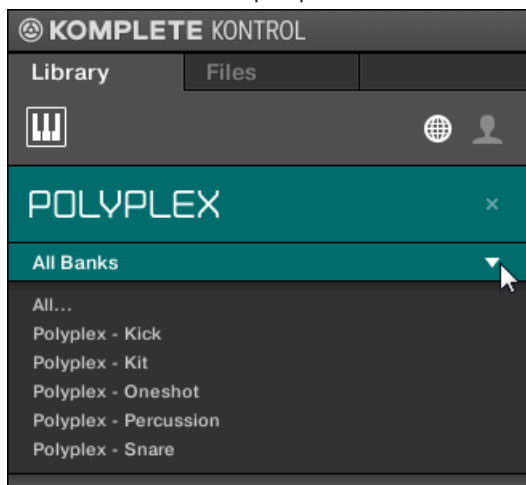 KOMPLETE KONTROL
Library Files
POLYPLEX
All Banks
All...
Polyplex - Kick
Polyplex - Kit
Polyplex - Oneshot
Polyplex - Percussion
Polyplex - Snare